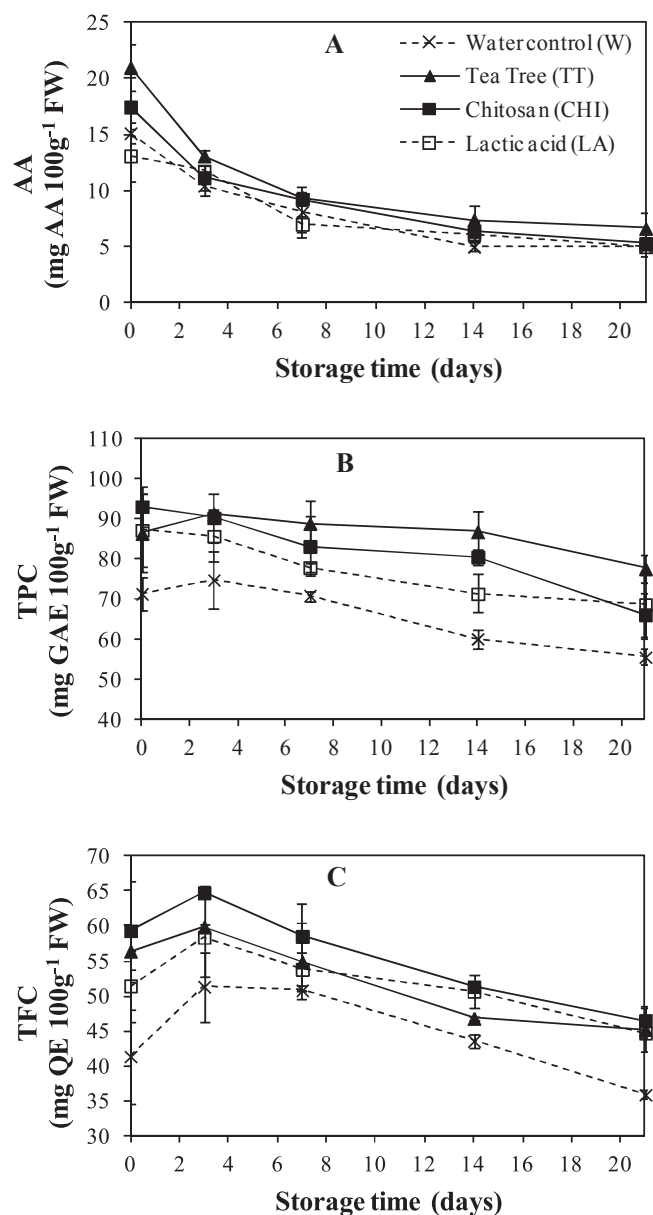 A
Water control (W)
Tea Tree (TT)
Chitosan (CHI)
Lactic acid (LA)
AA
(mg AA 100g⁻¹ FW)
25
20
15
10
5
0
0 2 4 6 8 10 12 14 16 18 20
Storage time (days)
B
TPC
(mg GAE 100g⁻¹ FW)
110
100
90
80
70
60
50
40
0 2 4 6 8 10 12 14 16 18 20
Storage time (days)
C
TFC
(mg QE 100g⁻¹ FW)
70
65
60
55
50
45
40
35
30
0 2 4 6 8 10 12 14 16 18 20
Storage time (days)